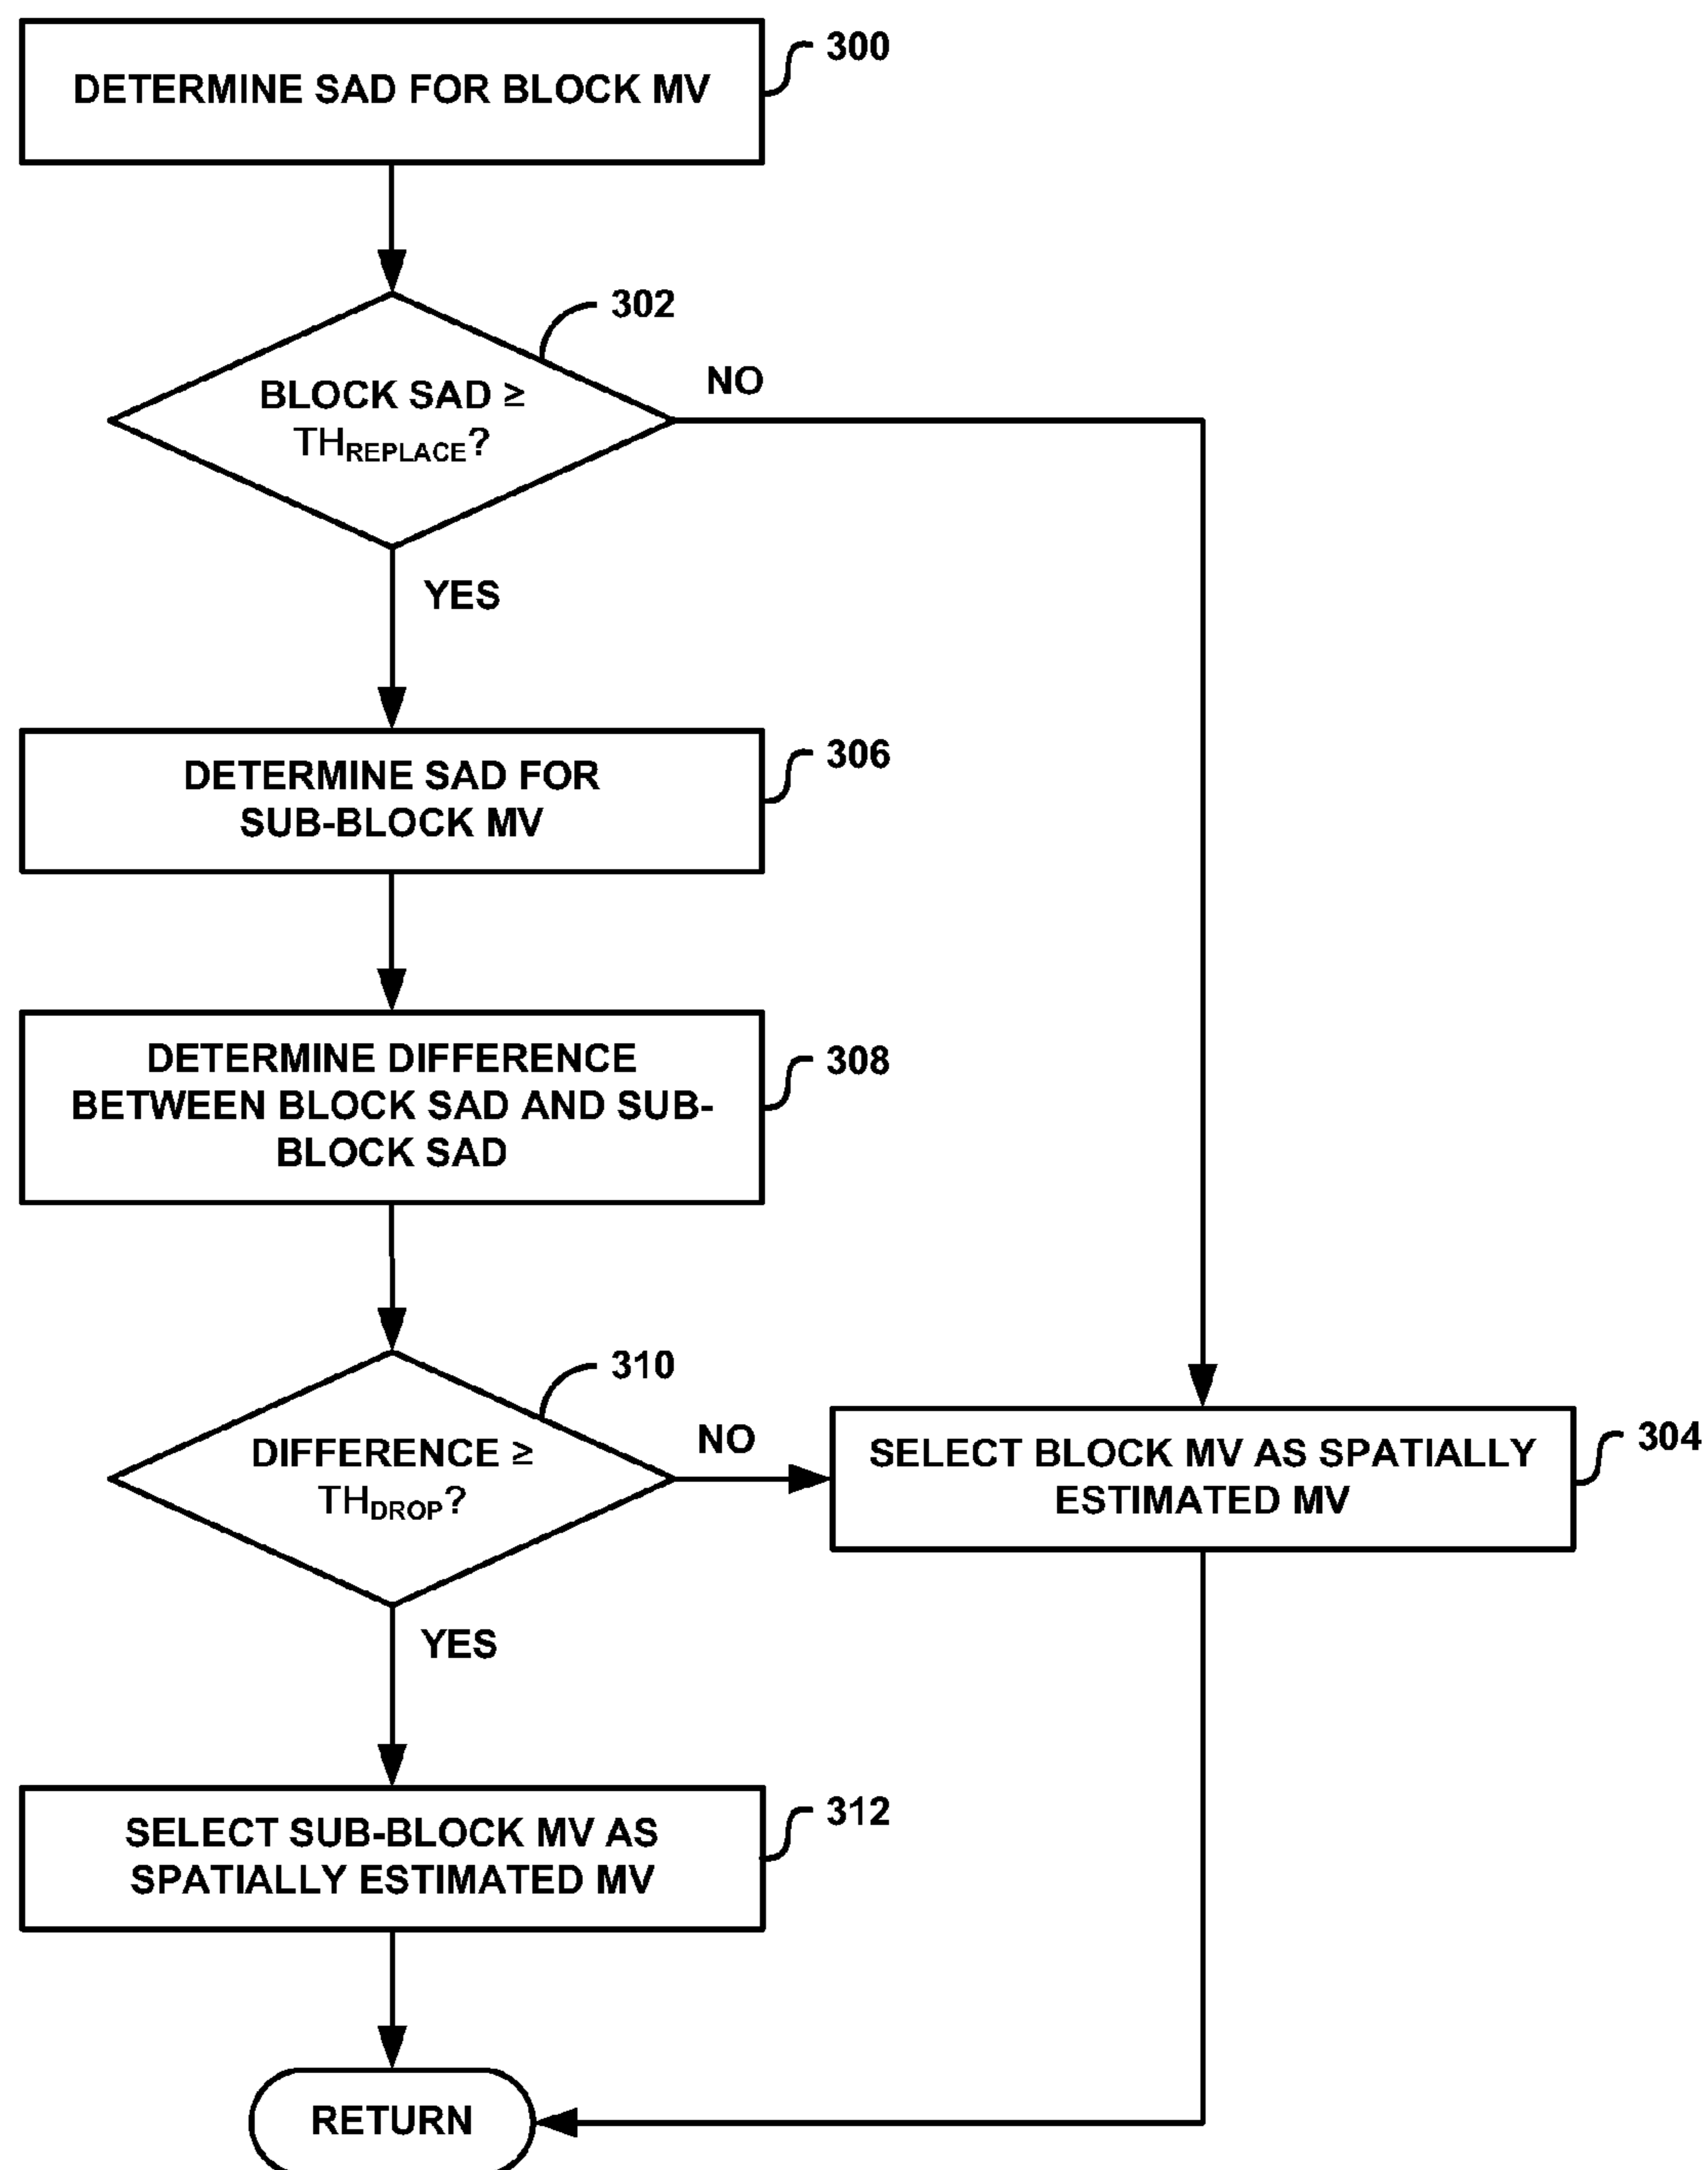 DETERMINE SAD FOR BLOCK MV
300
302
BLOCK SAD ≥
THREPLACE?
NO
YES
DETERMINE SAD FOR
SUB-BLOCK MV
306
DETERMINE DIFFERENCE
BETWEEN BLOCK SAD AND SUB-
BLOCK SAD
308
310
DIFFERENCE ≥
THDROP?
NO
SELECT BLOCK MV AS SPATIALLY
ESTIMATED MV
304
YES
SELECT SUB-BLOCK MV AS
SPATIALLY ESTIMATED MV
312
RETURN